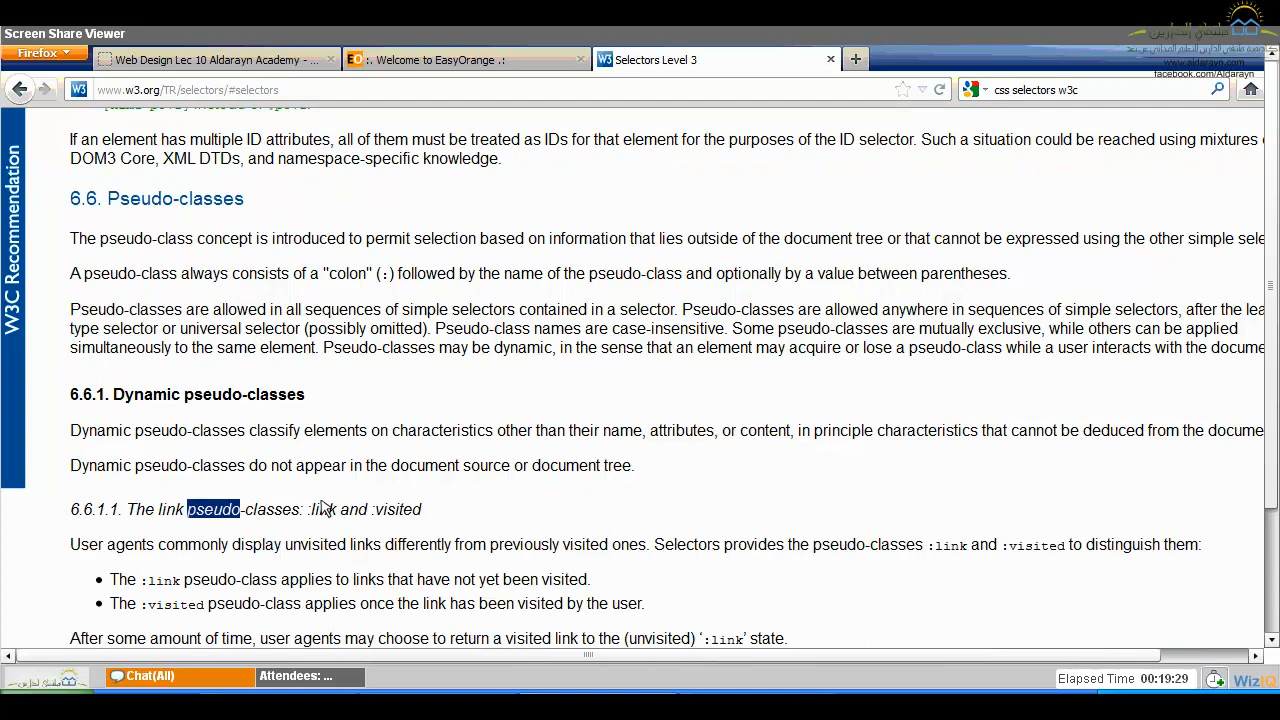 Screen Share Viewer
Firefox
Web Design Lec 10 Aldarayn Academy - ...
EO :. Welcome to EasyOrange .:
W3 Selectors Level 3
www.aldarayn.com
facebook.com/Aldarayn
W3 www.w3.org/TR/selectors/#selectors
css selectors w3c
W3C Recommendation
If an element has multiple ID attributes, all of them must be treated as IDs for that element for the purposes of the ID selector. Such a situation could be reached using mixtures
DOM3 Core, XML DTDs, and namespace-specific knowledge.
6.6. Pseudo-classes
The pseudo-class concept is introduced to permit selection based on information that lies outside of the document tree or that cannot be expressed using the other simple sele
A pseudo-class always consists of a "colon" (:) followed by the name of the pseudo-class and optionally by a value between parentheses.
Pseudo-classes are allowed in all sequences of simple selectors contained in a selector. Pseudo-classes are allowed anywhere in sequences of simple selectors, after the lea
type selector or universal selector (possibly omitted). Pseudo-class names are case-insensitive. Some pseudo-classes are mutually exclusive, while others can be applied
simultaneously to the same element. Pseudo-classes may be dynamic, in the sense that an element may acquire or lose a pseudo-class while a user interacts with the docume
6.6.1. Dynamic pseudo-classes
Dynamic pseudo-classes classify elements on characteristics other than their name, attributes, or content, in principle characteristics that cannot be deduced from the docume
Dynamic pseudo-classes do not appear in the document source or document tree.
6.6.1.1. The link pseudo-classes: :link and :visited
User agents commonly display unvisited links differently from previously visited ones. Selectors provides the pseudo-classes :link and :visited to distinguish them:
• The :link pseudo-class applies to links that have not yet been visited.
• The :visited pseudo-class applies once the link has been visited by the user.
After some amount of time, user agents may choose to return a visited link to the (unvisited) ‘:link’ state.
Chat(All)
Attendees: ...
Elapsed Time 00:19:29
WizIQ